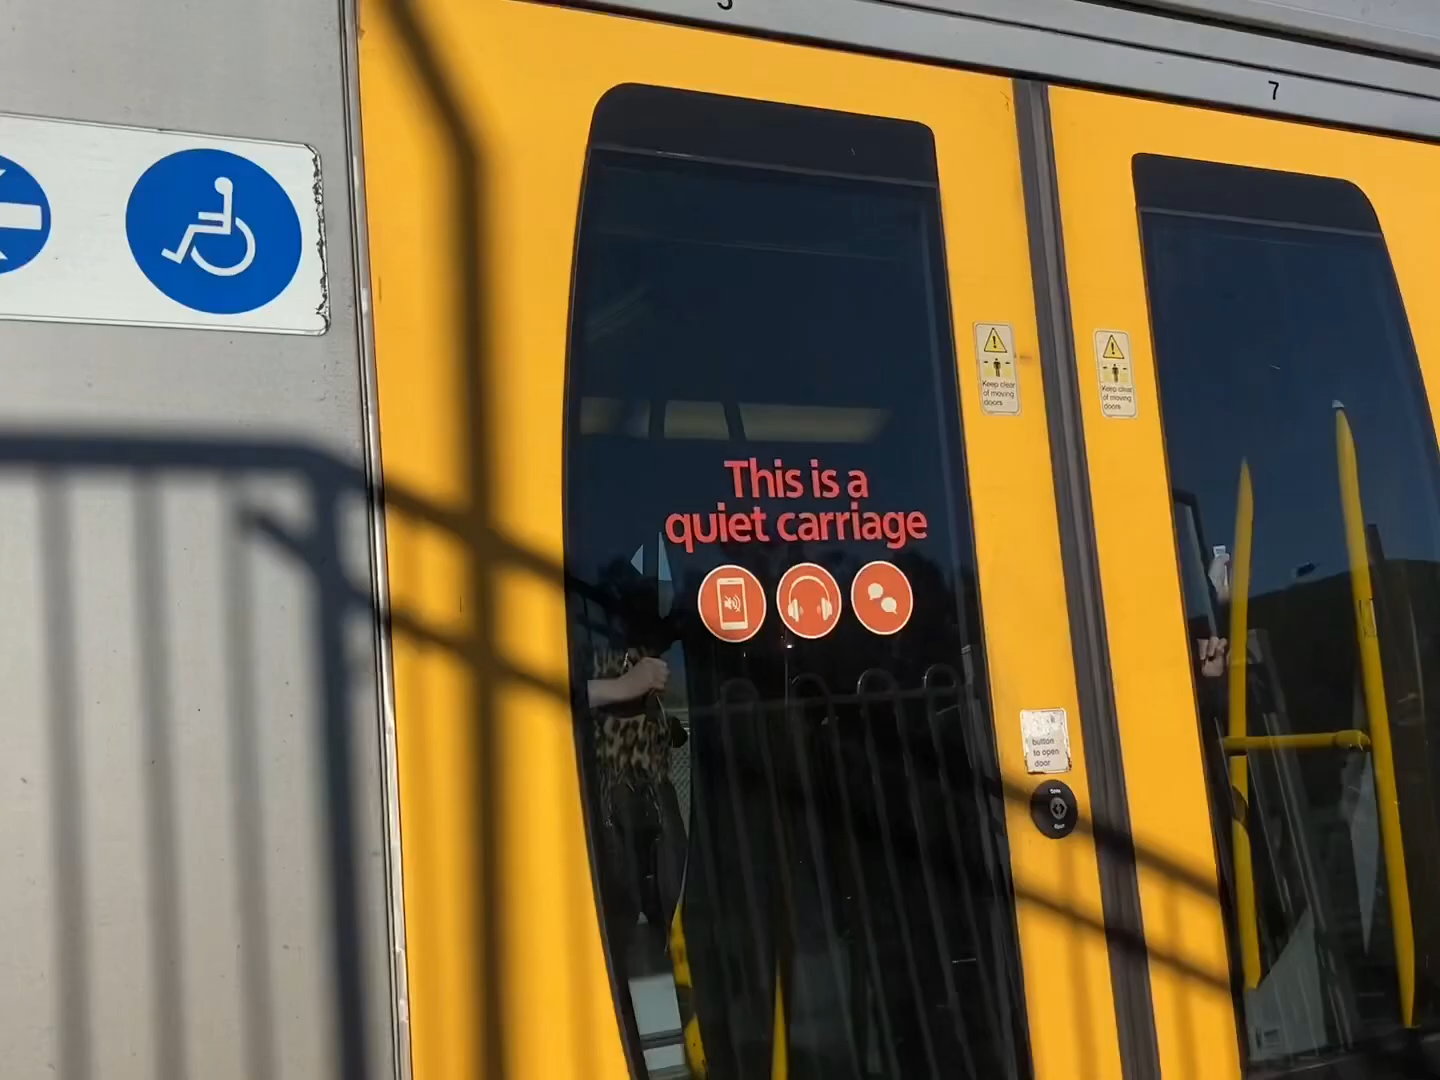 7
This is a
quiet carriage
Keep clear
of moving
doors
Keep clear
of moving
doors
button
to open
door